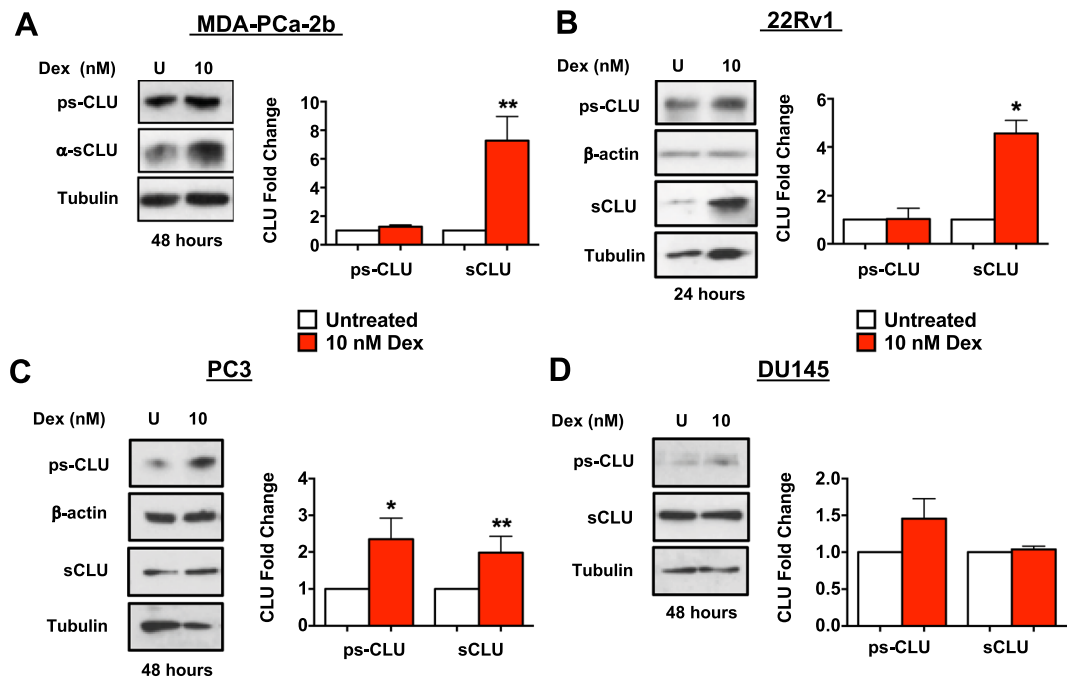 A
MDA-PCa-2b
Dex (nM)
U
10
ps-CLU
α-sCLU
Tubulin
48 hours
CLU Fold Change
10
8
6
4
2
0
**
ps-CLU
sCLU
B
22Rv1
Dex (nM)
U
10
ps-CLU
β-actin
sCLU
Tubulin
24 hours
CLU Fold Change
6
4
2
0
*
ps-CLU
sCLU
Untreated
10 nM Dex
Untreated
10 nM Dex
C
PC3
Dex (nM)
U
10
ps-CLU
β-actin
sCLU
Tubulin
48 hours
CLU Fold Change
4
3
2
1
0
*
**
ps-CLU
sCLU
D
DU145
Dex (nM)
U
10
ps-CLU
sCLU
Tubulin
48 hours
CLU Fold Change
2.0
1.5
1.0
0.5
0.0
ps-CLU
sCLU